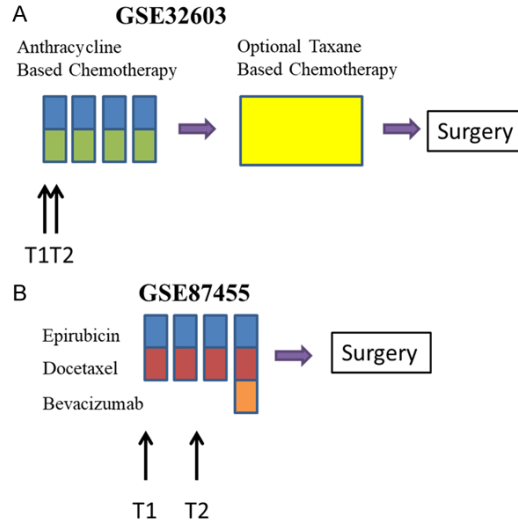 A
GSE32603
Anthracycline
Based Chemotherapy
Optional Taxane
Based Chemotherapy
Surgery
T1T2
B
GSE87455
Epirubicin
Docetaxel
Bevacizumab
Surgery
T1
T2